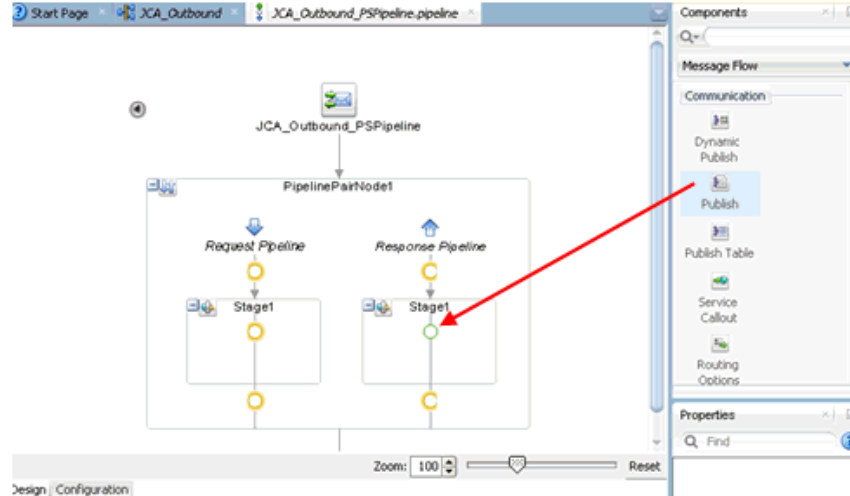 Start Page
JCA_Outbound
JCA_Outbound_PSPipeline.pipeline
Components
Message Flow
Communication
Dynamic
Publish
Publish
Publish Table
Service
Callout
Routing
Options
JCA_Outbound_PSPipeline
PipelinePairNode1
Request Pipeline
Response Pipeline
Stage1
Stage1
Properties
Find
Zoom: 100
Reset
Design
Configuration